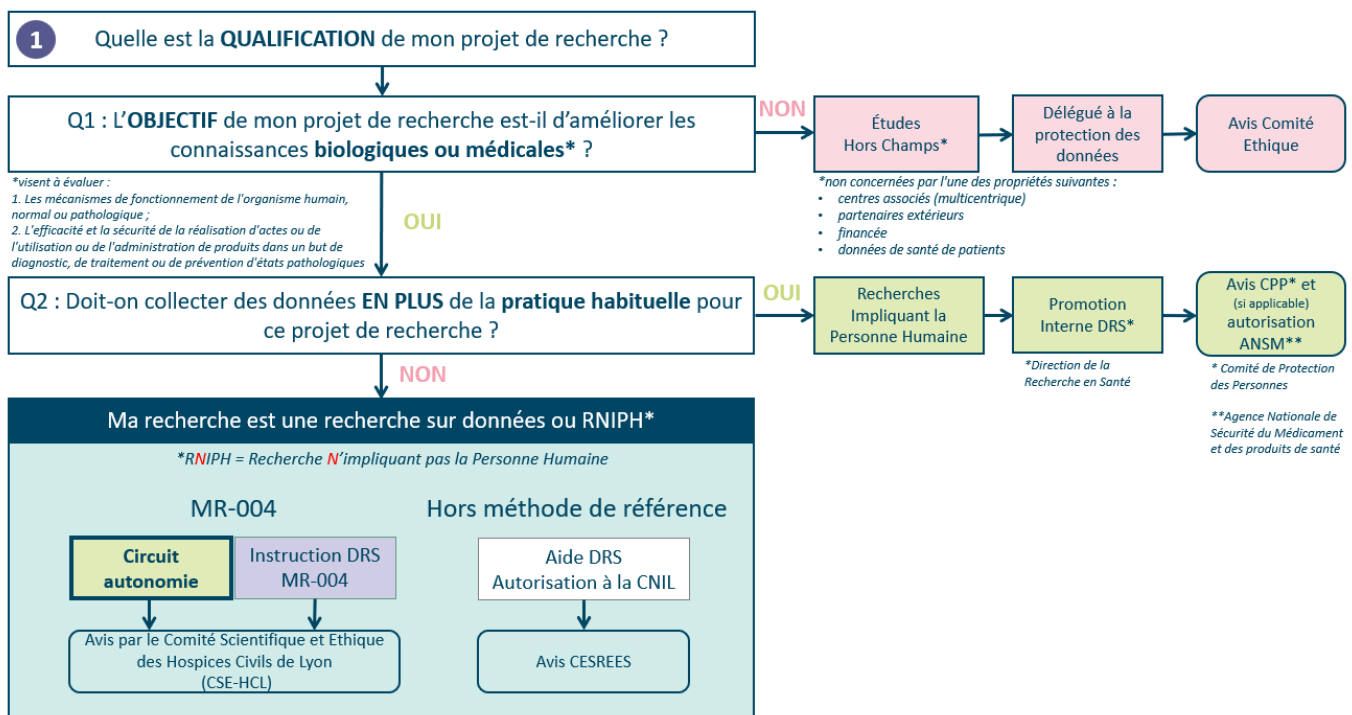 1
Quelle est la QUALIFICATION de mon projet de recherche ?
Q1 : L'OBJECTIF de mon projet de recherche est-il d'améliorer les
connaissances biologiques ou médicales* ?
NON
Études
Hors Champs*
Délégué à la
protection des
données
Avis Comité
Ethique
*visent à évaluer :
1. Les mécanismes de fonctionnement de l'organisme humain,
normal ou pathologique ;
2. L'efficacité et la sécurité de la réalisation d'actes ou de
l'utilisation ou de l'administration de produits dans un but de
diagnostic, de traitement ou de prévention d'états pathologiques
OUI
*non concernées par l'une des propriétés suivantes :
• centres associés (multicentrique)
• partenaires extérieurs
• financée
• données de santé de patients
Q2 : Doit-on collecter des données EN PLUS de la pratique habituelle pour
ce projet de recherche ?
OUI
Recherches
Impliquant la
Personne Humaine
Promotion
Interne DRS*
Avis CPP* et
(si applicable)
autorisation
ANSM**
*Direction de la
Recherche en Santé
* Comité de Protection
des Personnes
**Agence Nationale de
Sécurité du Médicament
et des produits de santé
NON
Ma recherche est une recherche sur données ou RNIPH*
*RNIPH = Recherche N'impliquant pas la Personne Humaine
MR-004
Hors méthode de référence
Circuit
autonomie
Instruction DRS
MR-004
Aide DRS
Autorisation à la CNIL
Avis par le Comité Scientifique et Ethique
des Hospices Civils de Lyon
(CSE-HCL)
Avis CESREES